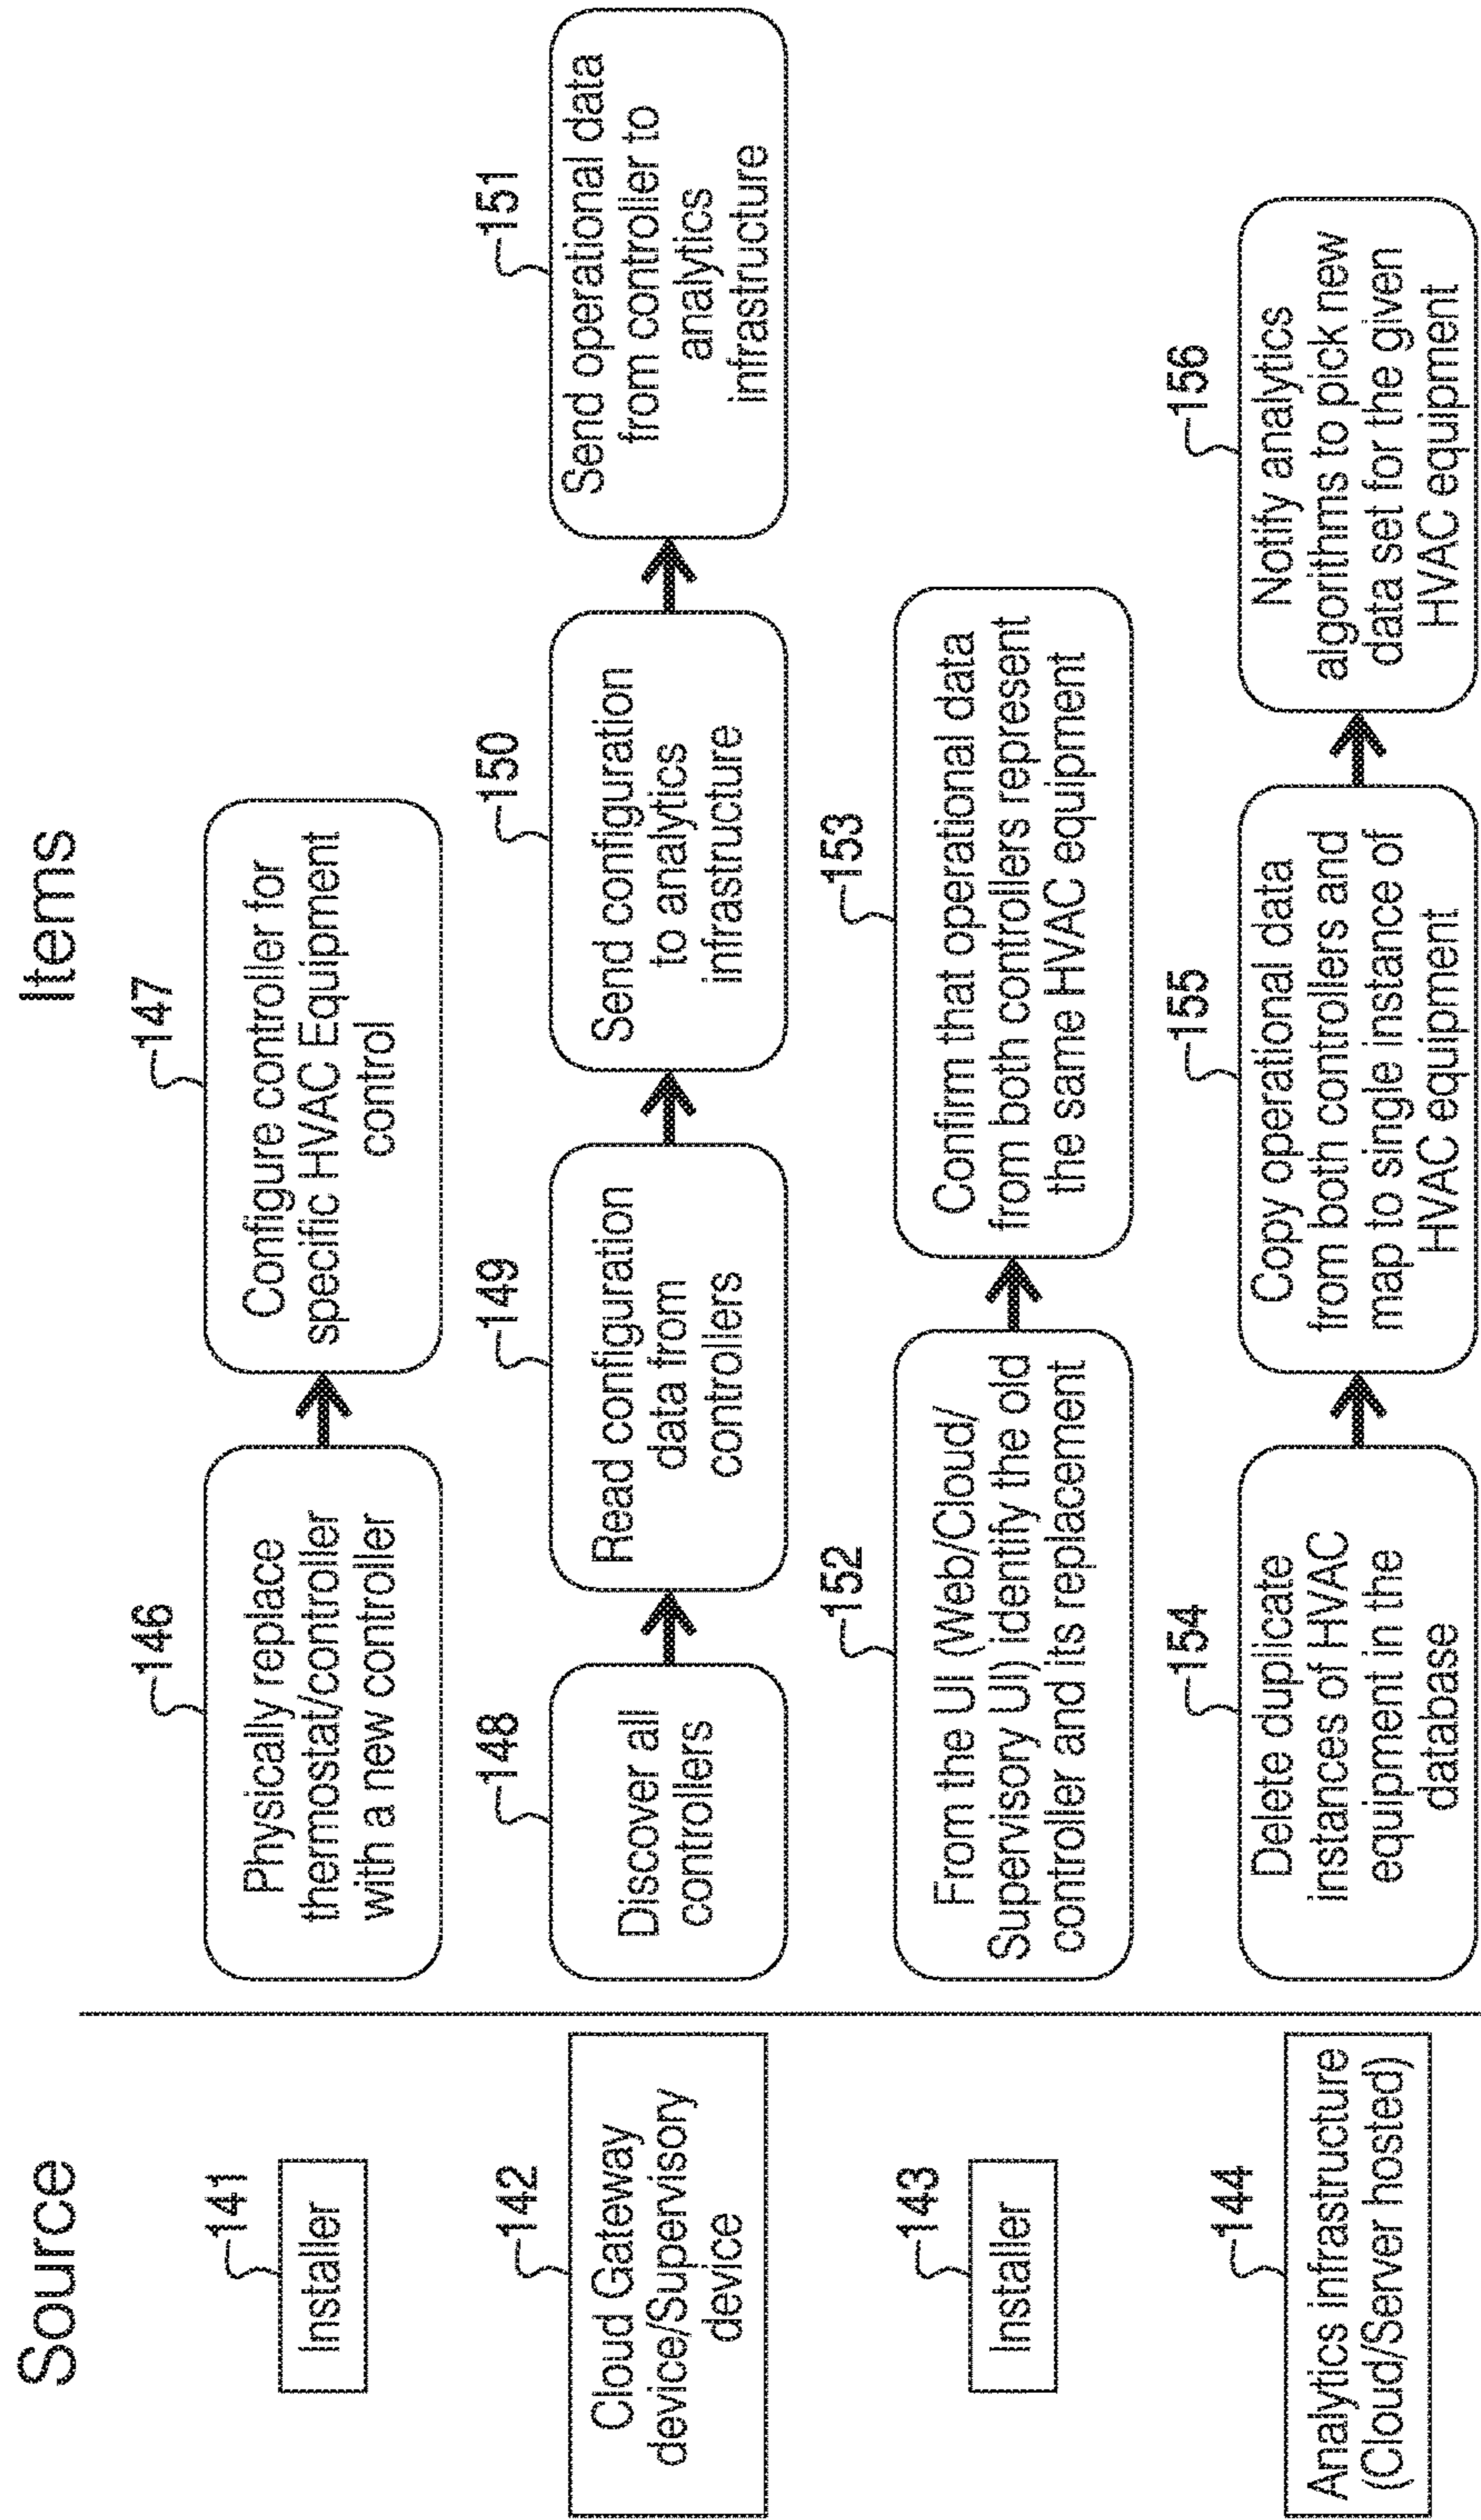 Source
Items
141
Installer
146
Physically replace
thermostat/controller
with a new controller
147
Configure controller for
specific HVAC Equipment
control
142
Cloud Gateway
device/Supervisory
device
148
Discover all
controllers
149
Read configuration
data from
controllers
150
Send configuration
to analytics
infrastructure
151
Send operational data
from controller to
analytics
infrastructure
143
Installer
152
From the UI (Web/Cloud/
Supervisory UI) identify the old
controller and its replacement
153
Confirm that operational data
from both controllers represent
the same HVAC equipment
144
Analytics infrastructure
(Cloud/Server hosted)
154
Delete duplicate
instances of HVAC
equipment in the
database
155
Copy operational data
from both controllers and
map to single instance of
HVAC equipment
156
Notify analytics
algorithms to pick new
data set for the given
HVAC equipment